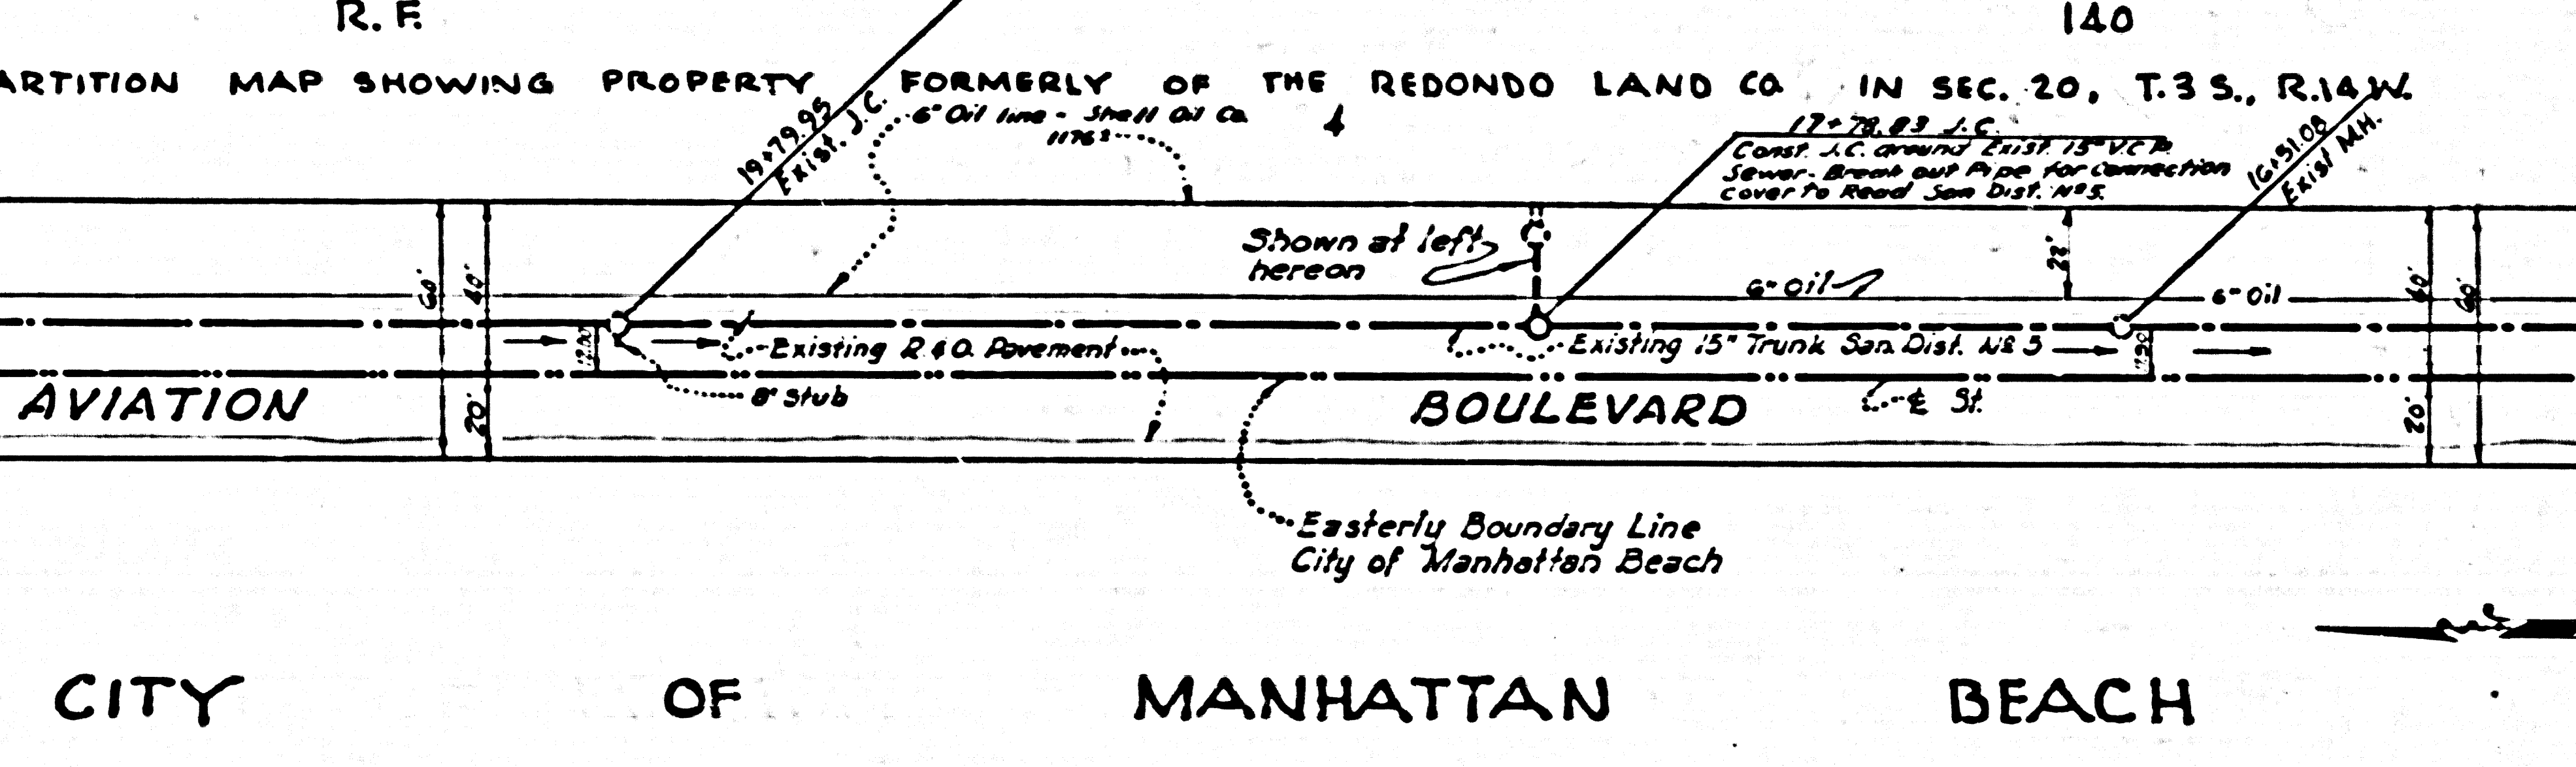 R. F.
140
ARTITION MAP SHOWING PROPERTY FORMERLY OF THE REDONDO LAND CO. IN SEC. 20, T. 3 S., R. 14 W.
19+79.95
Exist. J.C.
6" Oil line - Shell Oil Co.
4
17+78.83 J.C.
Const. J.C. around Exist. 15" V.C.P.
Sewer - Break out Pipe for Connection
cover to Read San Dist. Nº 5.
16+51.08
Exist M.H.
Shown at left
hereon
60'
40'
22'
6" Oil
6" Oil
40'
60'
Existing R. & O. Pavement
Existing 15" Trunk San. Dist. Nº 5
8" Stub
AVIATION
20'
BOULEVARD
℄ St.
20'
Easterly Boundary Line
City of Manhattan Beach
CITY OF MANHATTAN BEACH